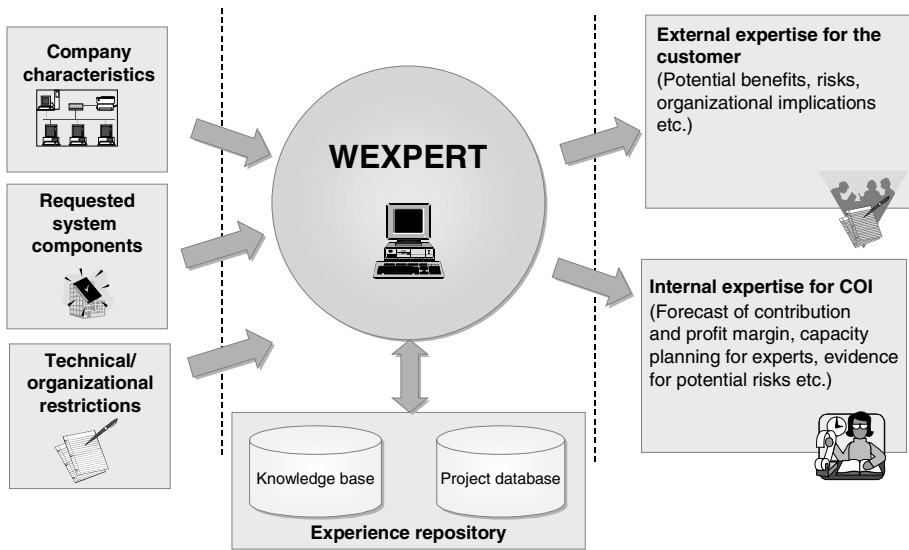 Company
characteristics
Requested
system
components
Technical/
organizational
restrictions
WEXPERT
Knowledge base
Project database
Experience repository
External expertise for the
customer
(Potential benefits, risks,
organizational implications
etc.)
Internal expertise for COI
(Forecast of contribution
and profit margin, capacity
planning for experts, evidence
for potential risks etc.)